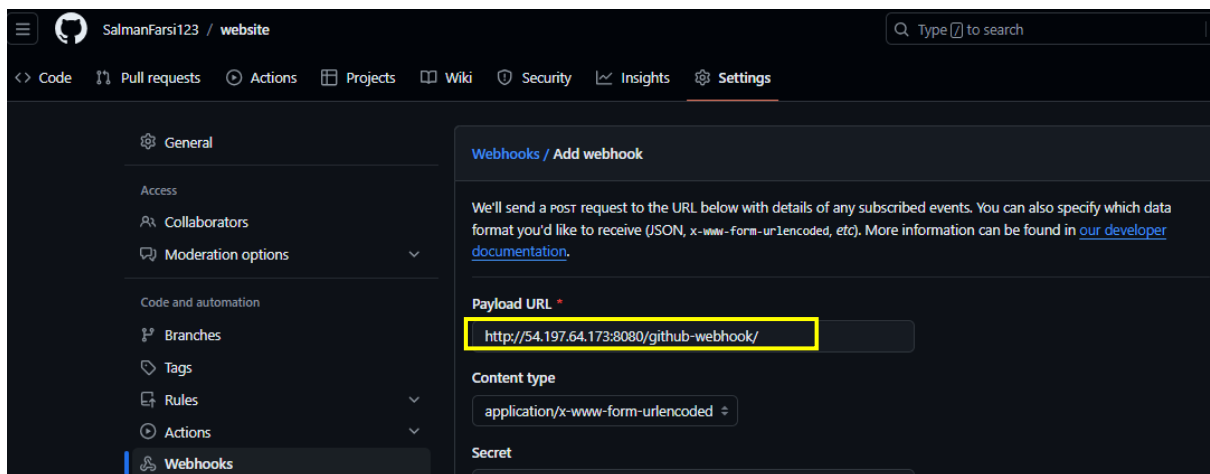 SalmanFarsi123 / website
Type / to search
<> Code Pull requests Actions Projects Wiki Security Insights Settings
General
Access
Collaborators
Moderation options
Code and automation
Branches
Tags
Rules
Actions
Webhooks
Webhooks / Add webhook
We'll send a POST request to the URL below with details of any subscribed events. You can also specify which data
format you'd like to receive (JSON, x-www-form-urlencoded, etc). More information can be found in our developer
documentation.
Payload URL *
http://54.197.64.173:8080/github-webhook/
Content type
application/x-www-form-urlencoded
Secret